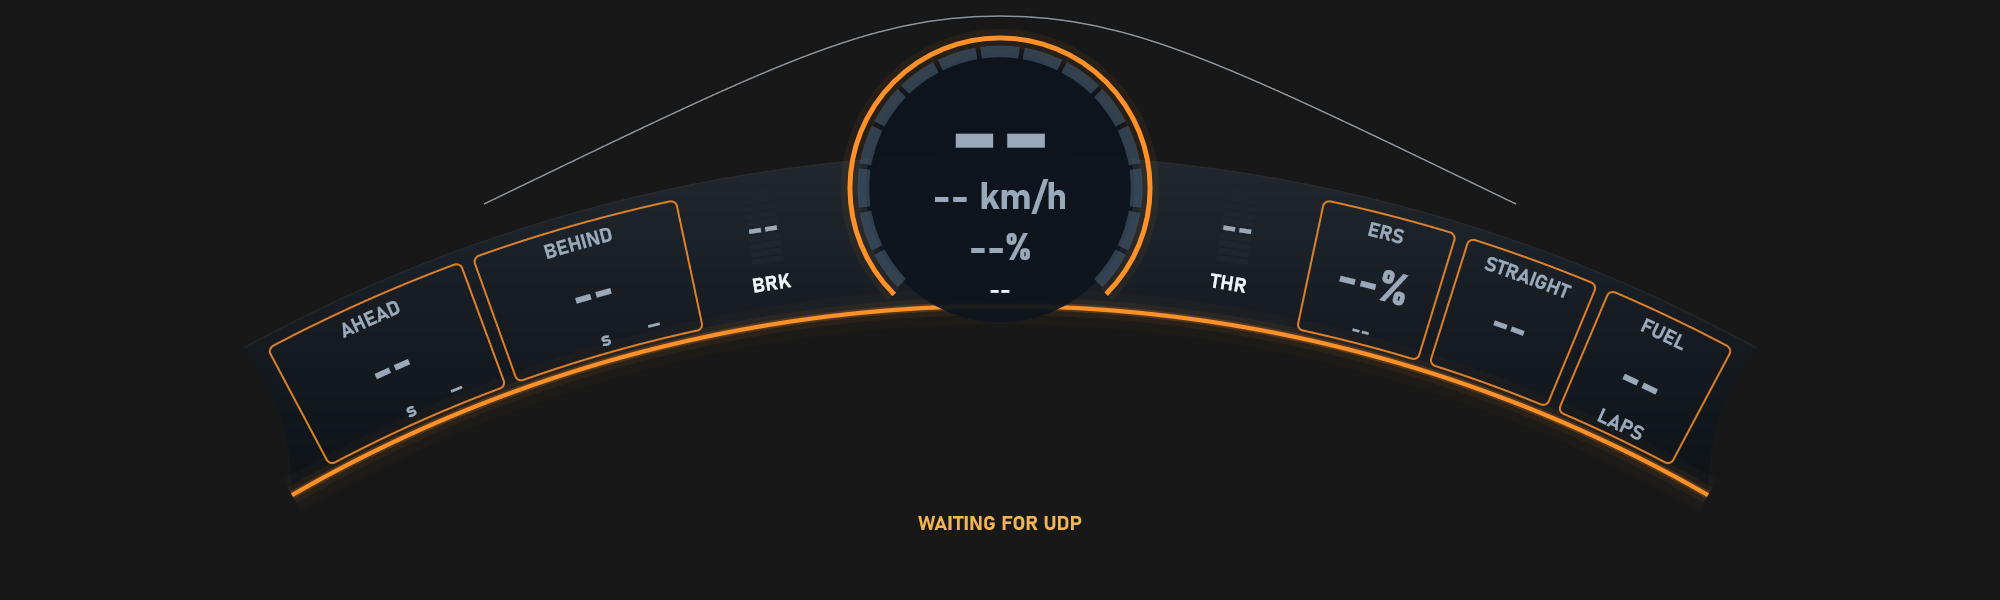 --
-- km/h
--%
--
AHEAD
--
s –
BEHIND
--
s –
--
BRK
--
THR
ERS
--%
--
STRAIGHT
--
FUEL
--
LAPS
WAITING FOR UDP